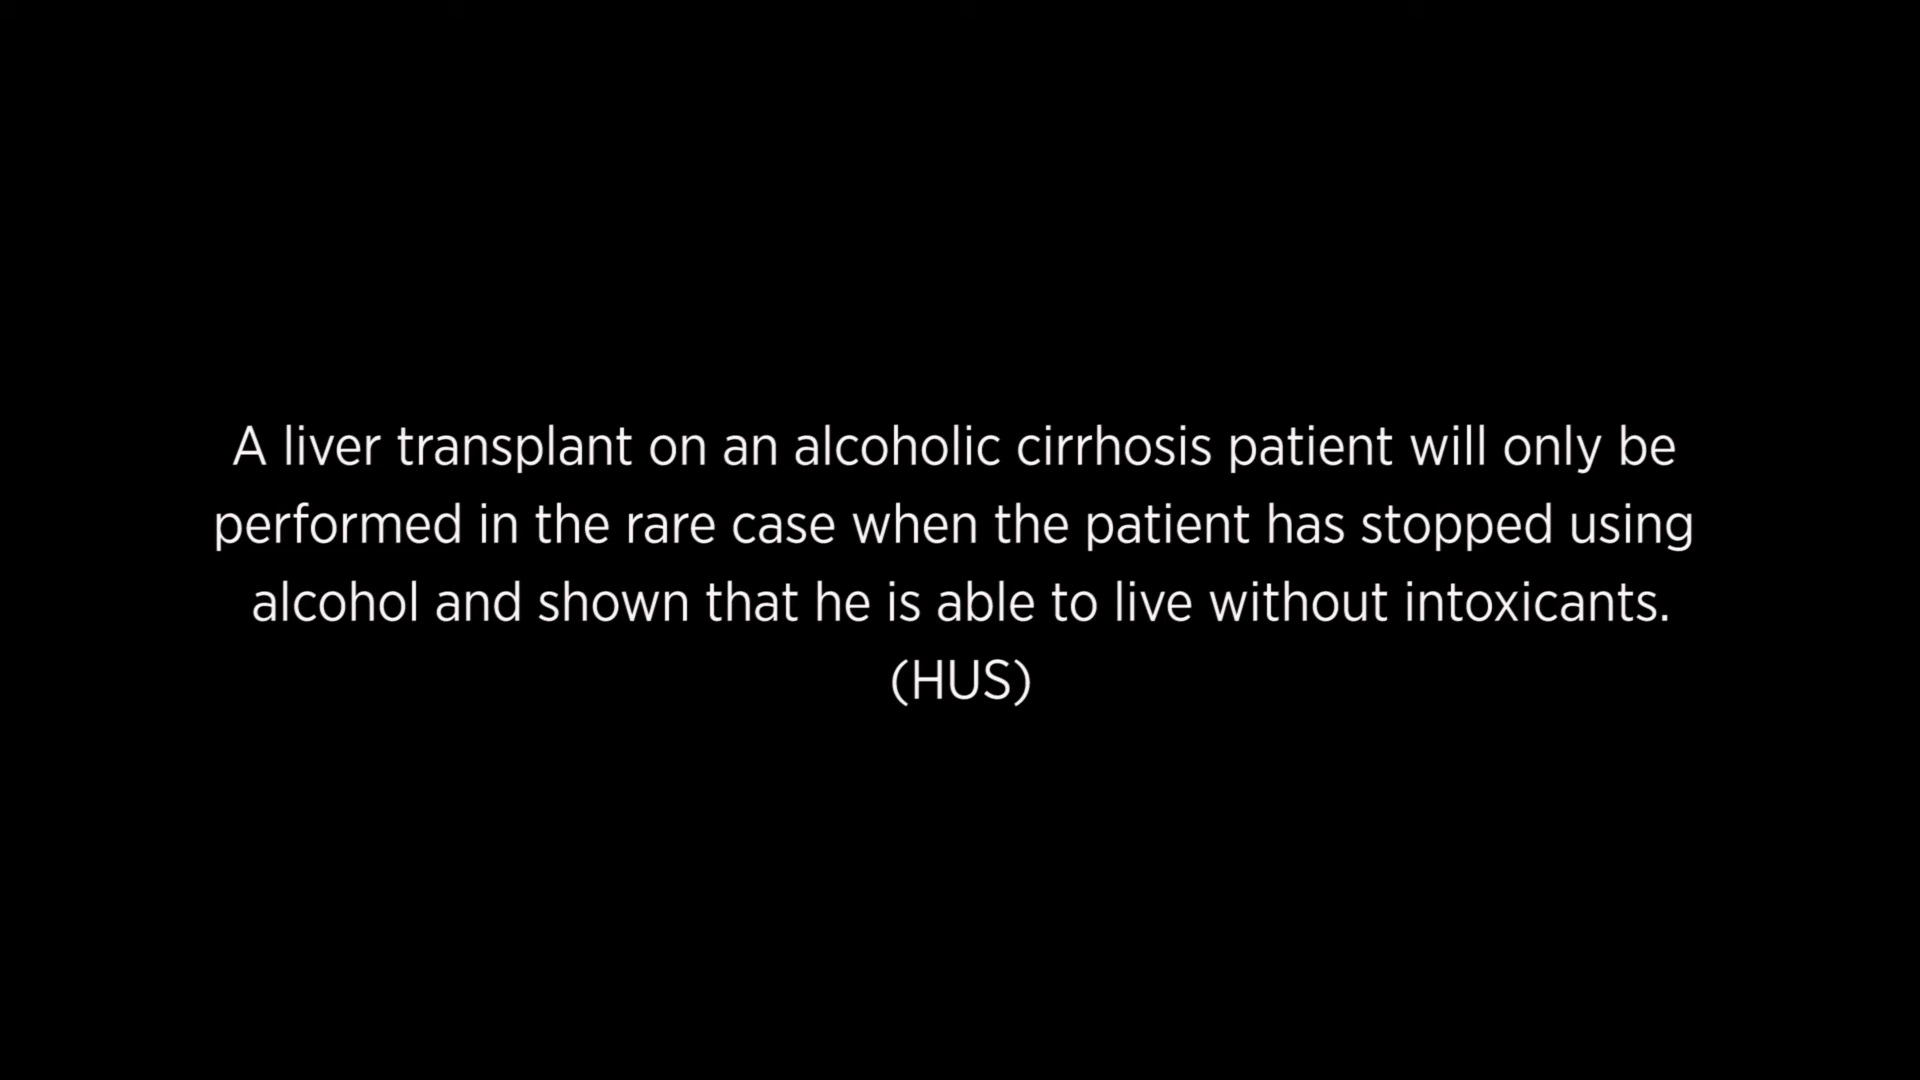 A liver transplant on an alcoholic cirrhosis patient will only be
performed in the rare case when the patient has stopped using
alcohol and shown that he is able to live without intoxicants.
(HUS)